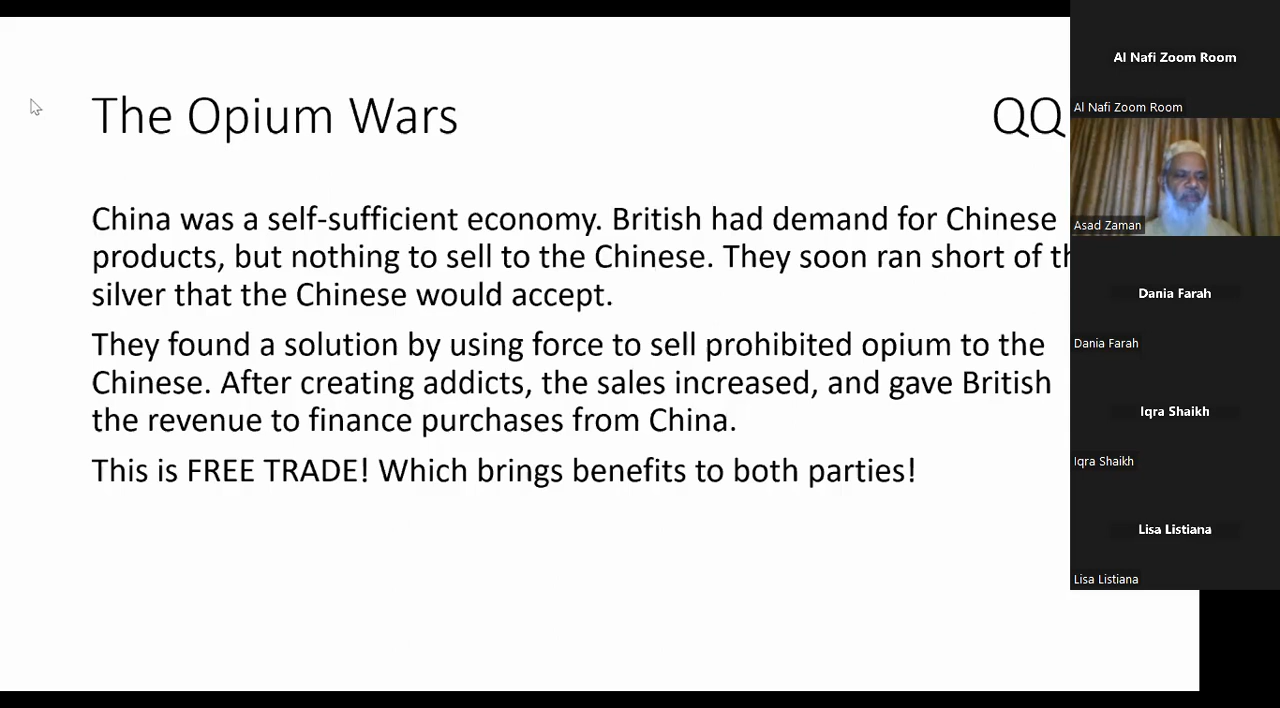 The Opium Wars
QQ
China was a self-sufficient economy. British had demand for Chinese
products, but nothing to sell to the Chinese. They soon ran short of
silver that the Chinese would accept.
They found a solution by using force to sell prohibited opium to the
Chinese. After creating addicts, the sales increased, and gave British
the revenue to finance purchases from China.
This is FREE TRADE! Which brings benefits to both parties!
Al Nafi Zoom Room
Al Nafi Zoom Room
Asad Zaman
Dania Farah
Dania Farah
Iqra Shaikh
Iqra Shaikh
Lisa Listiana
Lisa Listiana